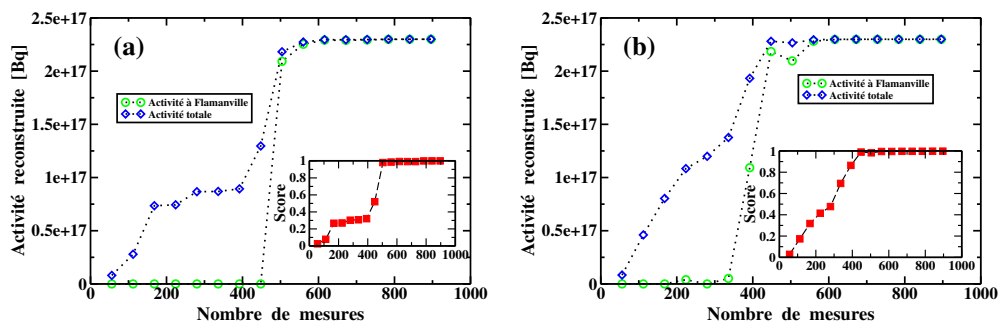 2.5e+17
(a)
2e+17
1.5e+17
1e+17
0.5e+17
0
Activité reconstruite [Bq]
Activité à Flamanville
Activité totale
1
0.8
0.6
0.4
0.2
0
Score
0 200 400 600 800 1000
0 200 400 600 800 1000
Nombre de mesures
2.5e+17
(b)
2e+17
1.5e+17
1e+17
0.5e+17
0
Activité reconstruite [Bq]
Activité à Flamanville
Activité totale
1
0.8
0.6
0.4
0.2
0
Score
0 200 400 600 800 1000
0 200 400 600 800 1000
Nombre de mesures